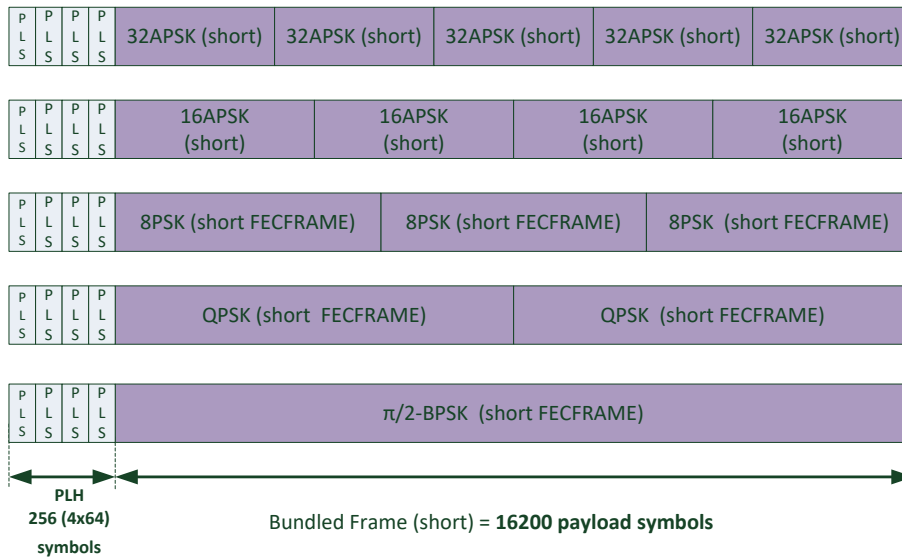 P L S P L S P L S P L S 32APSK (short) 32APSK (short) 32APSK (short) 32APSK (short) 32APSK (short)
P L S P L S P L S P L S 16APSK (short) 16APSK (short) 16APSK (short) 16APSK (short)
P L S P L S P L S P L S 8PSK (short FECFRAME) 8PSK (short FECFRAME) 8PSK (short FECFRAME)
P L S P L S P L S P L S QPSK (short FECFRAME) QPSK (short FECFRAME)
P L S P L S P L S P L S π/2-BPSK (short FECFRAME)
PLH
256 (4x64)
symbols
Bundled Frame (short) = 16200 payload symbols